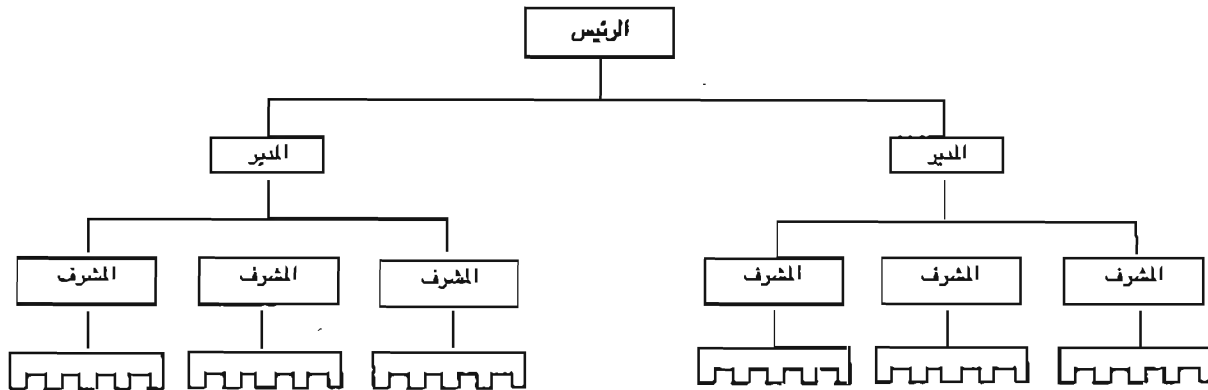 الرئيس
المدير
المدير
المشرف
المشرف
المشرف
المشرف
المشرف
المشرف